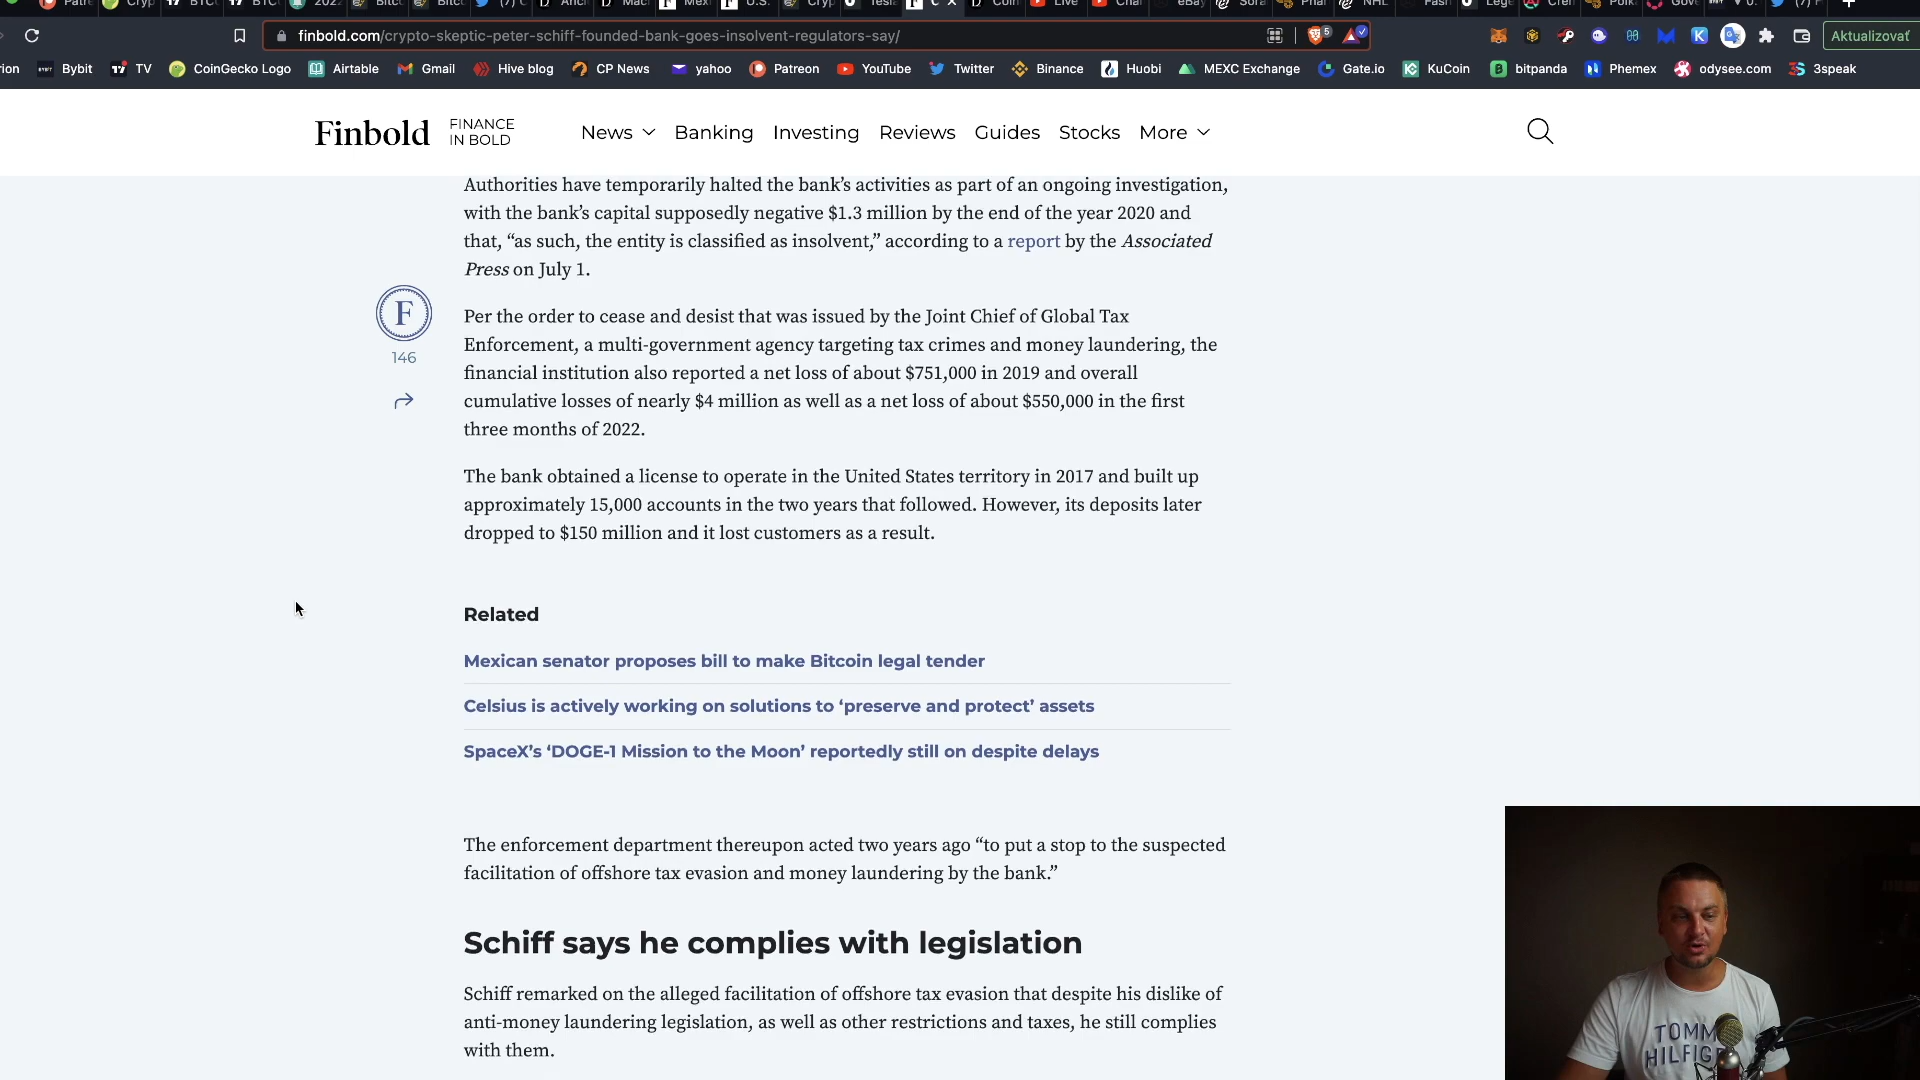 finbold.com/crypto-skeptic-peter-schiff-founded-bank-goes-insolvent-regulators-say/
5
Aktualizovať
Bybit TV CoinGecko Logo Airtable Gmail Hive blog CP News yahoo Patreon YouTube Twitter Binance Huobi MEXC Exchange Gate.io KuCoin bitpanda Phemex odysee.com 3speak
Finbold
FINANCE
IN BOLD
News Banking Investing Reviews Guides Stocks More
Authorities have temporarily halted the bank’s activities as part of an ongoing investigation,
with the bank’s capital supposedly negative $1.3 million by the end of the year 2020 and
that, “as such, the entity is classified as insolvent,” according to a report by the Associated
Press on July 1.
F
146
Per the order to cease and desist that was issued by the Joint Chief of Global Tax
Enforcement, a multi-government agency targeting tax crimes and money laundering, the
financial institution also reported a net loss of about $751,000 in 2019 and overall
cumulative losses of nearly $4 million as well as a net loss of about $550,000 in the first
three months of 2022.
The bank obtained a license to operate in the United States territory in 2017 and built up
approximately 15,000 accounts in the two years that followed. However, its deposits later
dropped to $150 million and it lost customers as a result.
Related
Mexican senator proposes bill to make Bitcoin legal tender
Celsius is actively working on solutions to ‘preserve and protect’ assets
SpaceX’s ‘DOGE-1 Mission to the Moon’ reportedly still on despite delays
The enforcement department thereupon acted two years ago “to put a stop to the suspected
facilitation of offshore tax evasion and money laundering by the bank.”
Schiff says he complies with legislation
Schiff remarked on the alleged facilitation of offshore tax evasion that despite his dislike of
anti-money laundering legislation, as well as other restrictions and taxes, he still complies
with them.